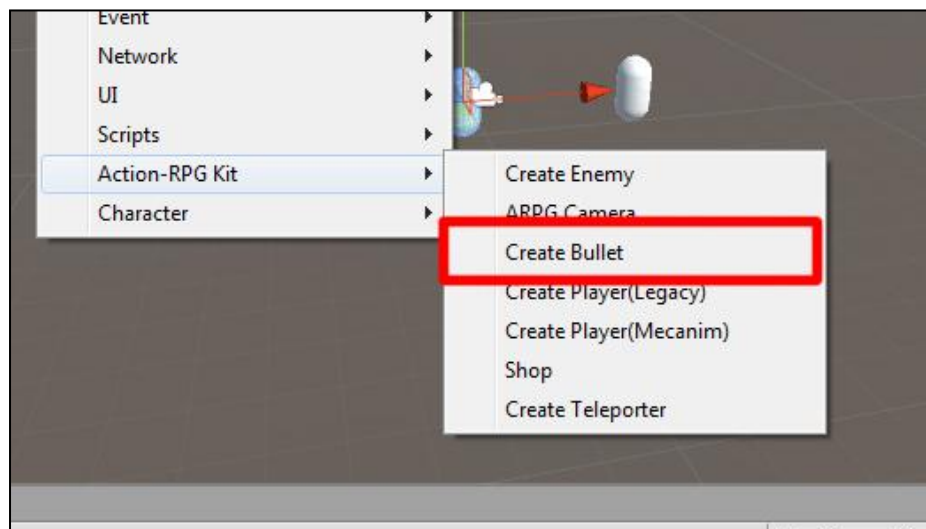 Event
Network
UI
Scripts
Action-RPG Kit
Character
Create Enemy
ARPG Camera
Create Bullet
Create Player(Legacy)
Create Player(Mecanim)
Shop
Create Teleporter